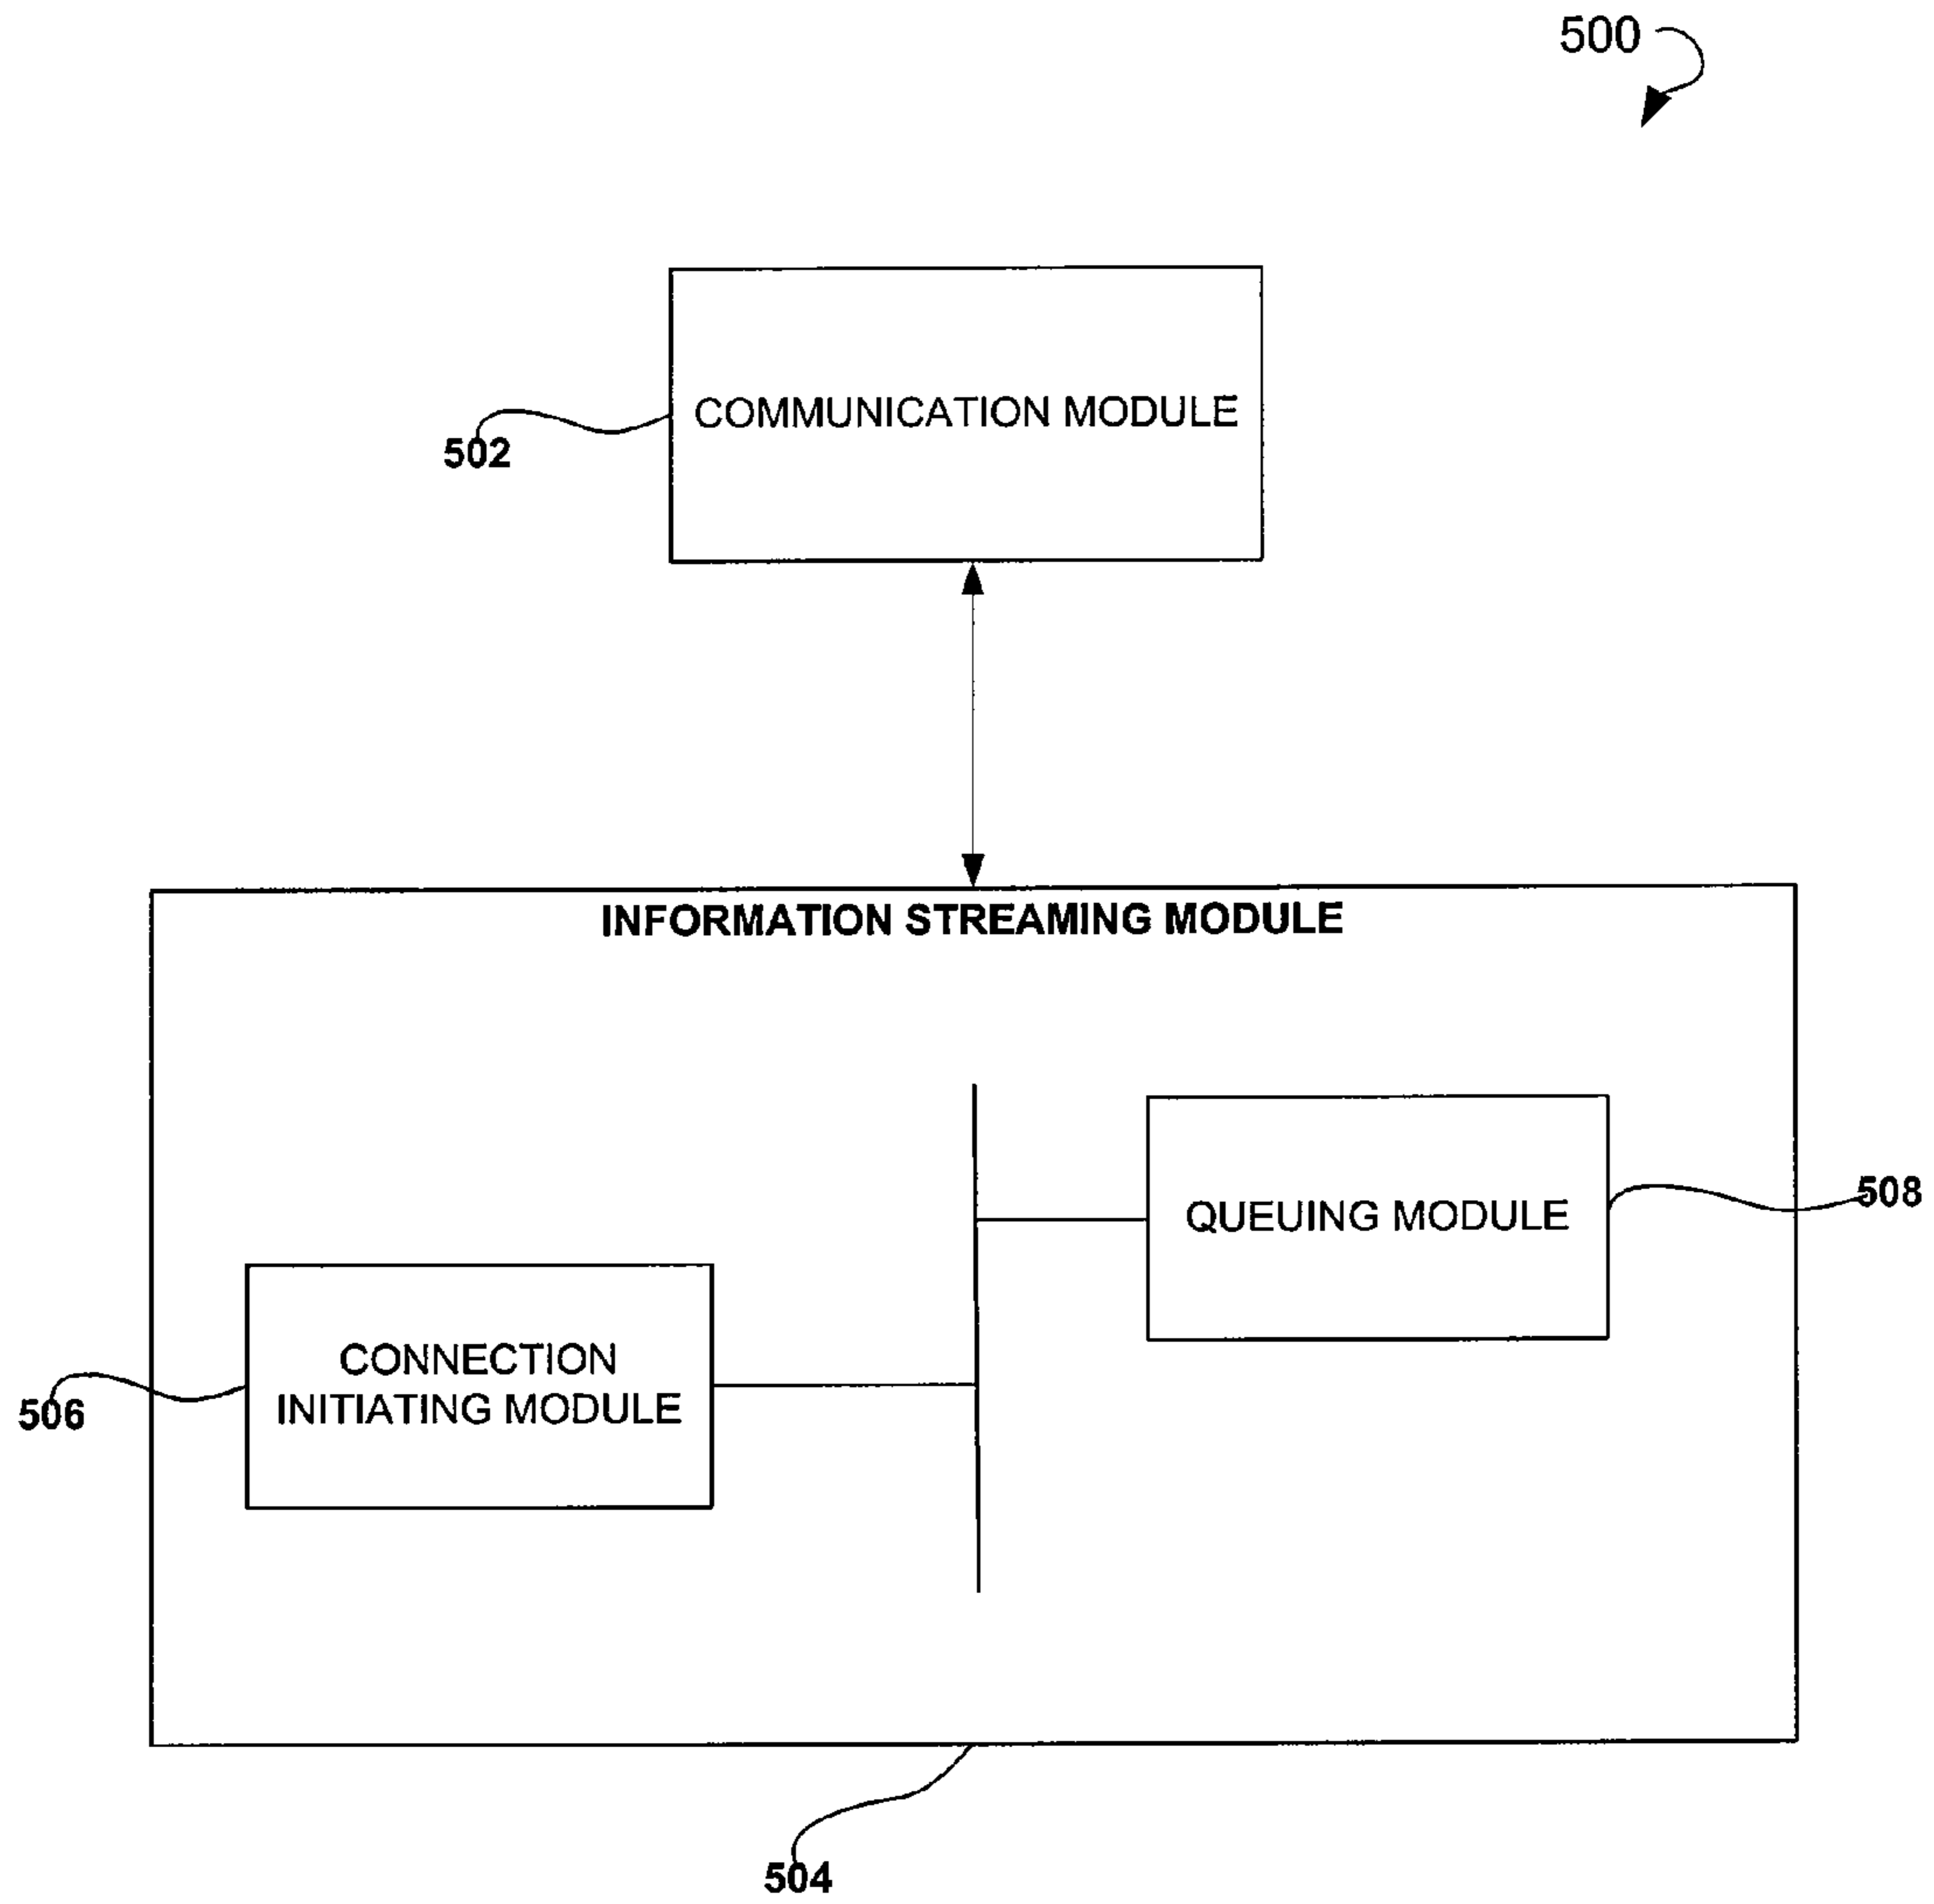 500
COMMUNICATION MODULE
502
INFORMATION STREAMING MODULE
QUEUING MODULE
508
CONNECTION
INITIATING MODULE
506
504